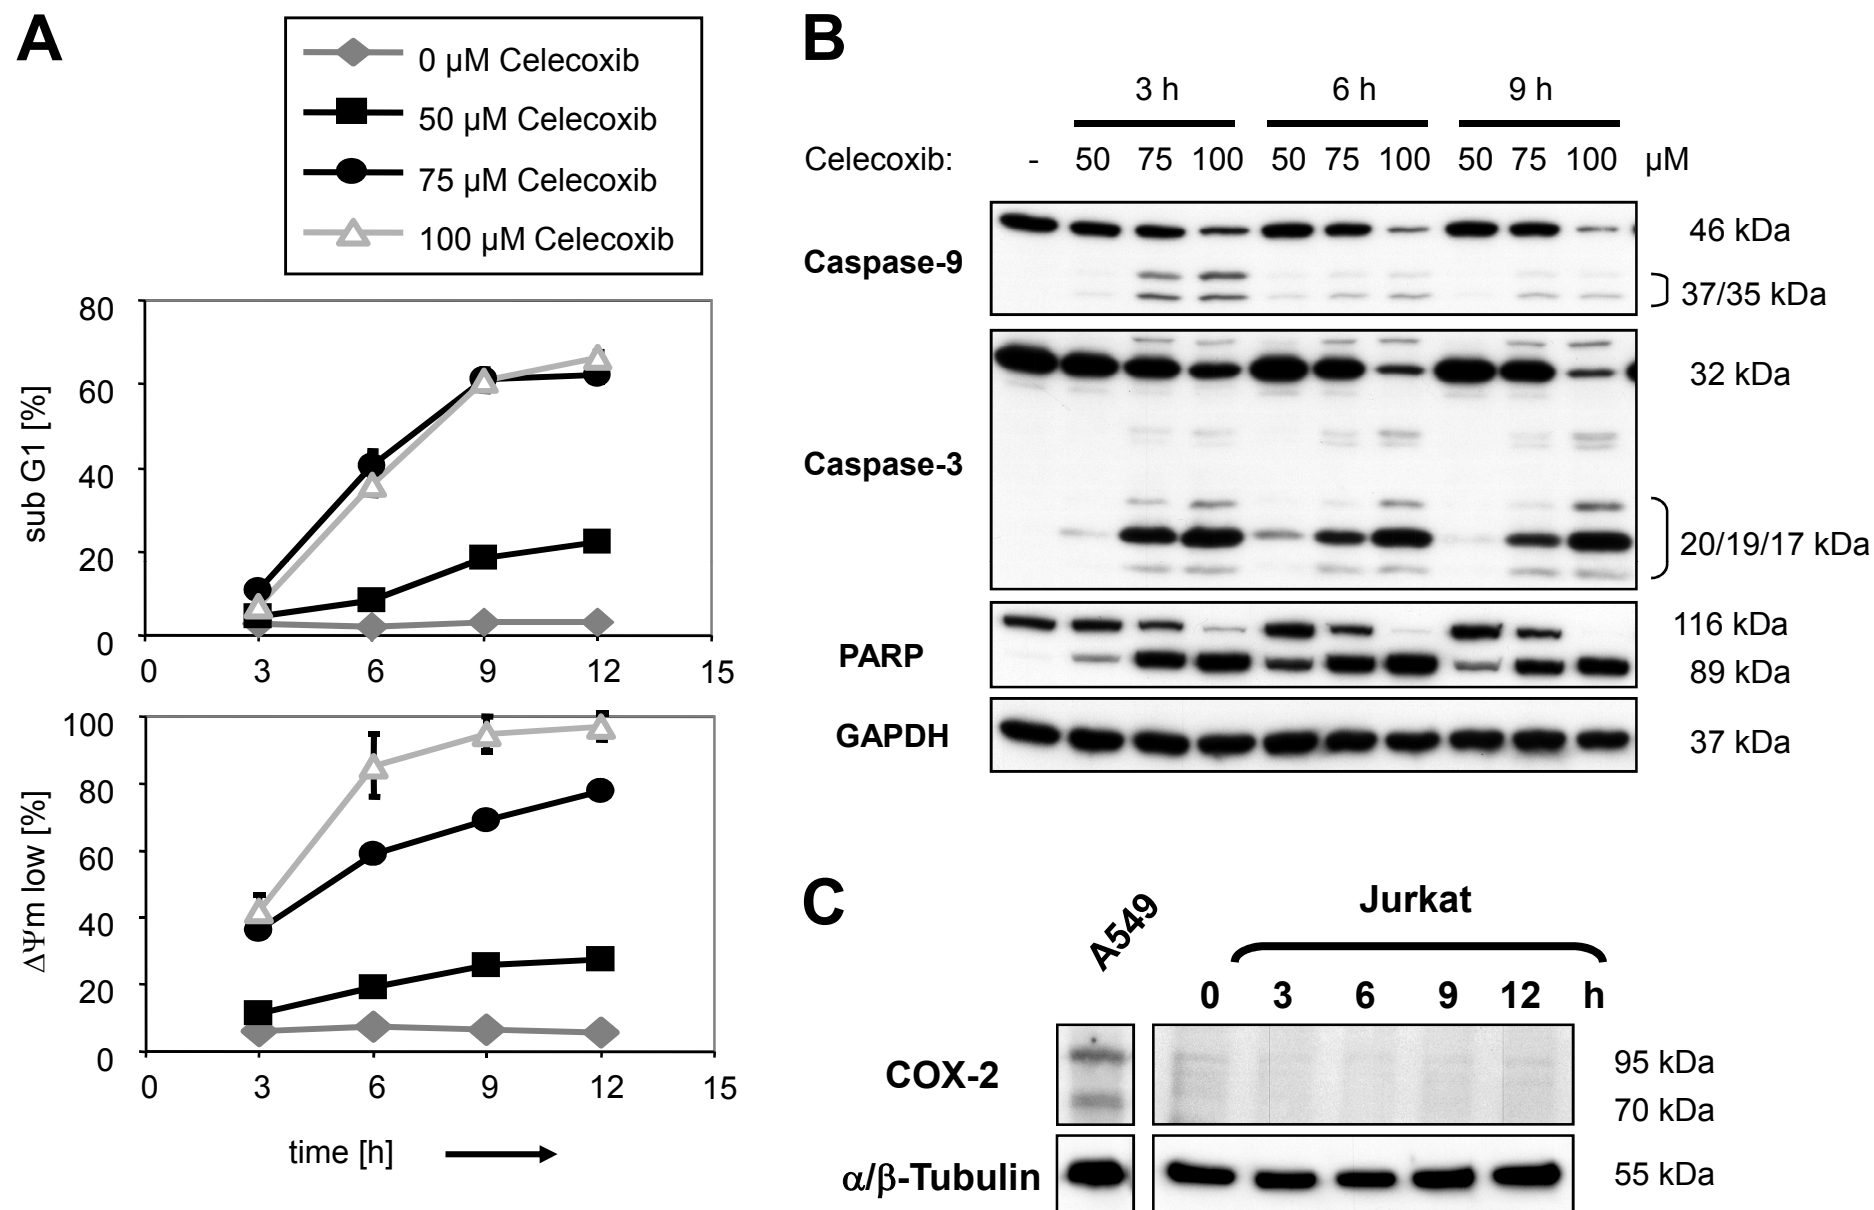 A
0 µM Celecoxib
50 µM Celecoxib
75 µM Celecoxib
100 µM Celecoxib
sub G1 [%]
80
60
40
20
0
0 3 6 9 12 15
ΔΨm low [%]
100
80
60
40
20
0
0 3 6 9 12 15
time [h]
B
3 h 6 h 9 h
Celecoxib: - 50 75 100 50 75 100 50 75 100 µM
Caspase-9
46 kDa
37/35 kDa
Caspase-3
32 kDa
20/19/17 kDa
PARP
116 kDa
89 kDa
GAPDH
37 kDa
C
A549
Jurkat
0 3 6 9 12 h
COX-2
95 kDa
70 kDa
α/β-Tubulin
55 kDa